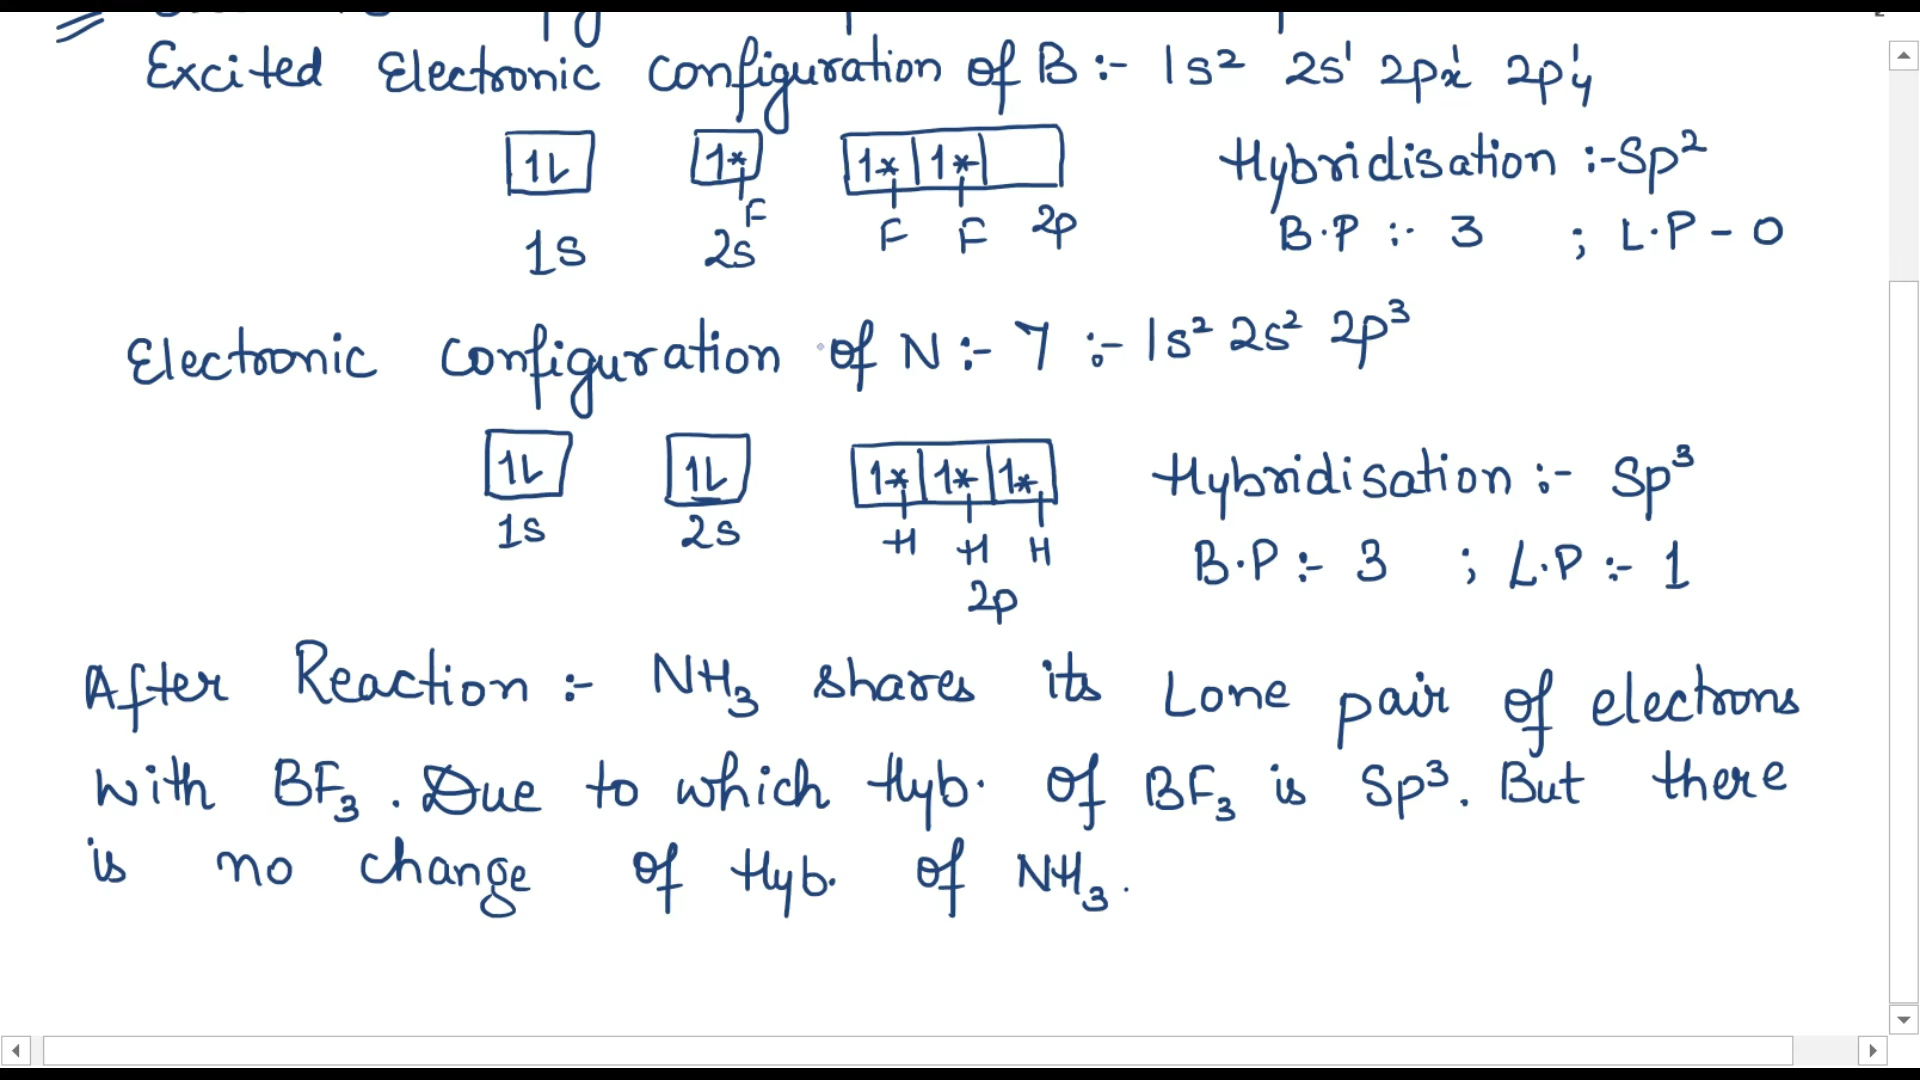 Excited Electronic configuration of B :- 1s² 2s¹ 2px¹ 2py¹
1L 1* 1* 1* Hybridisation :- Sp²
F F F 2p B.P :- 3 ; L.P - 0
1s 2s
Electronic configuration of N :- 7 :- 1s² 2s² 2p³
1L 1L 1* 1* 1* Hybridisation :- Sp³
1s 2s H H H B.P :- 3 ; L.P :- 1
2p
After Reaction :- NH₃ shares its Lone pair of electrons
with BF₃. Due to which Hyb. of BF₃ is Sp³. But there
is no change of Hyb. of NH₃.